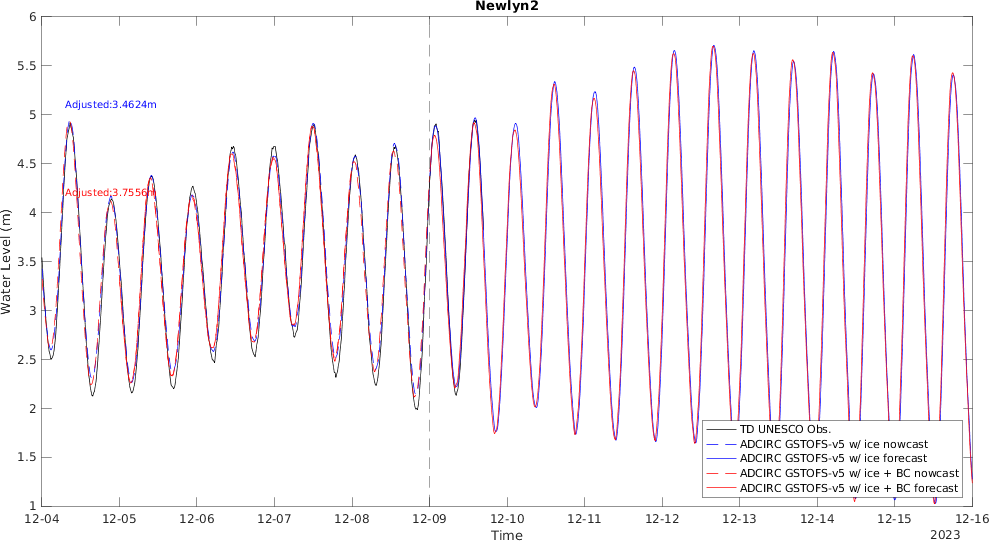 Newlyn2
6
5.5
5
4.5
4
3.5
3
2.5
2
1.5
1
Water Level (m)
Adjusted:3.4624m
Adjusted:3.7556m
TD UNESCO Obs.
ADCIRC GSTOFS-v5 w/ ice nowcast
ADCIRC GSTOFS-v5 w/ ice forecast
ADCIRC GSTOFS-v5 w/ ice + BC nowcast
ADCIRC GSTOFS-v5 w/ ice + BC forecast
12-04 12-05 12-06 12-07 12-08 12-09 12-10 12-11 12-12 12-13 12-14 12-15 12-16
Time
2023